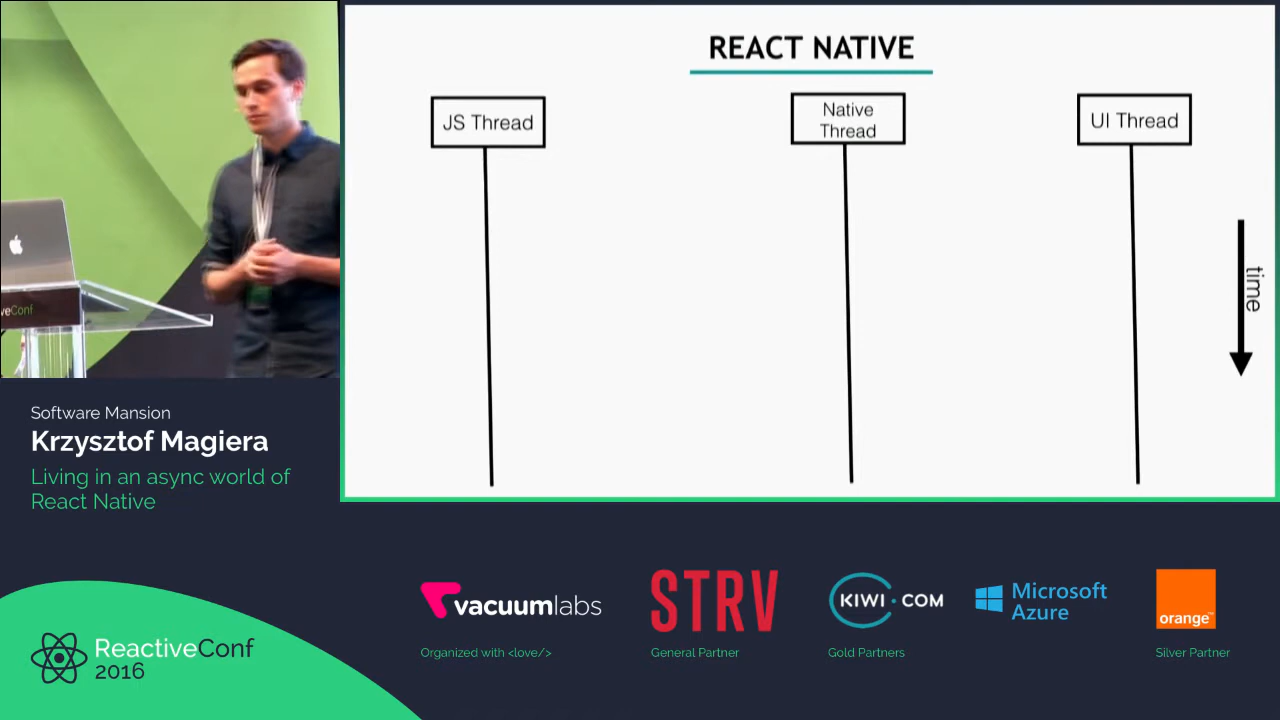 REACT NATIVE
JS Thread
Native
Thread
UI Thread
time
veConf
Software Mansion
Krzysztof Magiera
Living in an async world of
React Native
ReactiveConf
2016
vacuumlabs
Organized with <love/>
STRV
General Partner
KIWI.COM
Gold Partners
Microsoft
Azure
orange™
Silver Partner